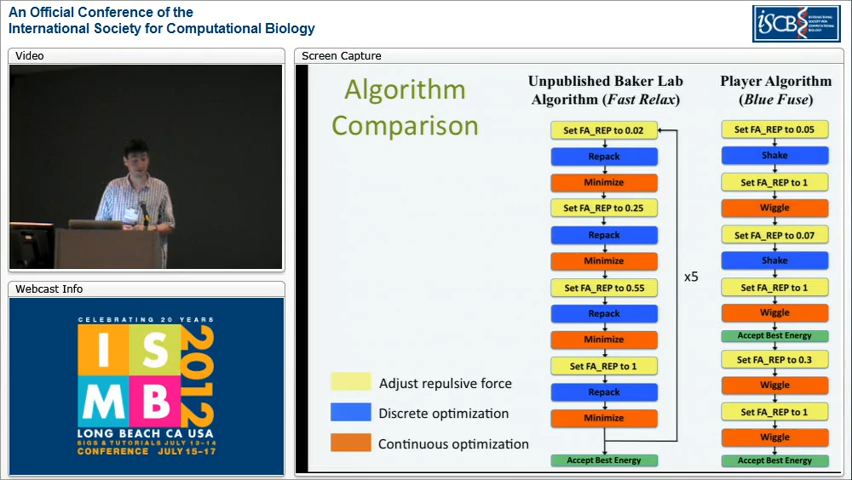 An Official Conference of the
International Society for Computational Biology
iSCB
INTERNATIONAL
SOCIETY FOR
COMPUTATIONAL
BIOLOGY
Video
Screen Capture
Algorithm
Comparison
Unpublished Baker Lab
Algorithm (Fast Relax)
Set FA_REP to 0.02
Repack
Minimize
Set FA_REP to 0.25
Repack
Minimize
Set FA_REP to 0.55
Repack
Minimize
Set FA_REP to 1
Repack
Minimize
Accept Best Energy
x5
Player Algorithm
(Blue Fuse)
Set FA_REP to 0.05
Shake
Set FA_REP to 1
Wiggle
Set FA_REP to 0.07
Shake
Set FA_REP to 1
Wiggle
Accept Best Energy
Set FA_REP to 0.3
Wiggle
Set FA_REP to 1
Wiggle
Accept Best Energy
Adjust repulsive force
Discrete optimization
Continuous optimization
Webcast Info
CELEBRATING 20 YEARS
ISMB
2012
LONG BEACH CA USA
SIGS & TUTORIALS JULY 13-14
CONFERENCE JULY 15-17